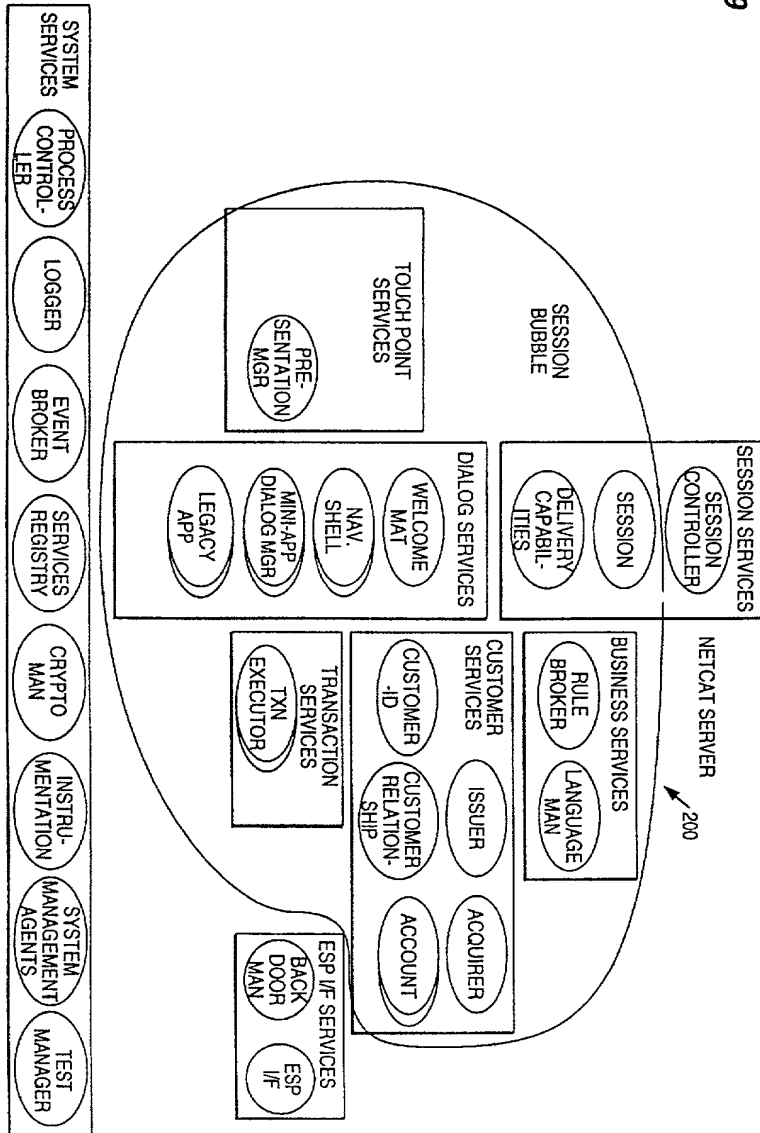 9
SESSION SERVICES
SESSION
CONTROLLER
SESSION
DELIVERY
CAPABIL-
ITIES
NETCAT SERVER
200
SESSION
BUBBLE
BUSINESS SERVICES
RULE
BROKER
LANGUAGE
MAN
TOUCH POINT
SERVICES
PRE-
SENTATION
MGR
DIALOG SERVICES
WELCOME
MAT
NAV.
SHELL
MINI-APP
DIALOG MGR
LEGACY
APP
CUSTOMER
SERVICES
ISSUER
ACQUIRER
CUSTOMER
-ID
CUSTOMER
RELATION-
SHIP
ACCOUNT
TRANSACTION
SERVICES
TXN
EXECUTOR
ESP I/F SERVICES
BACK
DOOR
MAN
ESP
I/F
SYSTEM
SERVICES
PROCESS
CONTROL-
LER
LOGGER
EVENT
BROKER
SERVICES
REGISTRY
CRYPTO
MAN
INSTRU-
MENTATION
SYSTEM
MANAGEMENT
AGENTS
TEST
MANAGER